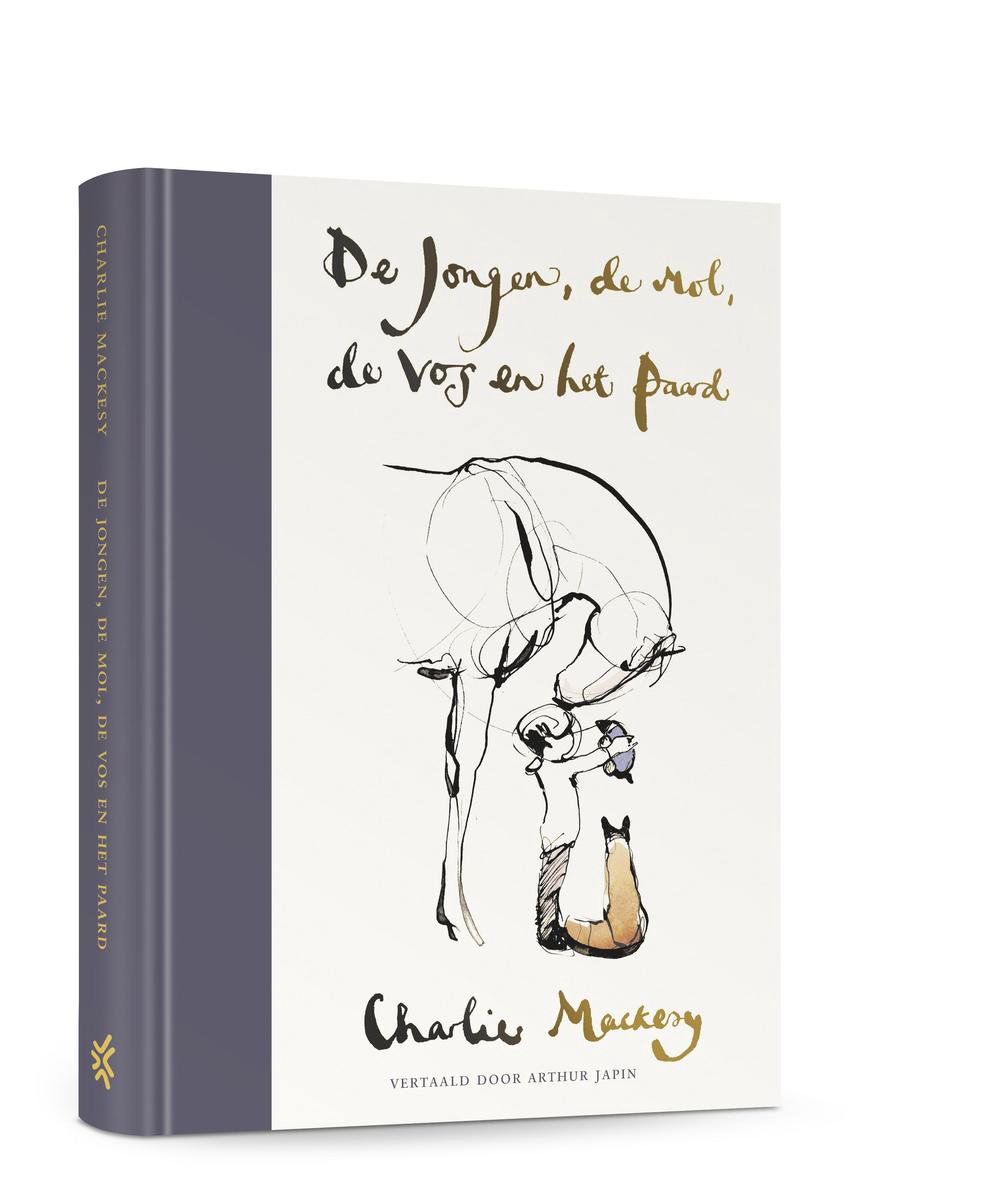 CHARLIE MACKESY DE JONGEN, DE MOL, DE VOS EN HET PAARD
De Jongen, de Mol,
de Vos en het Paard
Charlie Mackesy
VERTAALD DOOR ARTHUR JAPIN